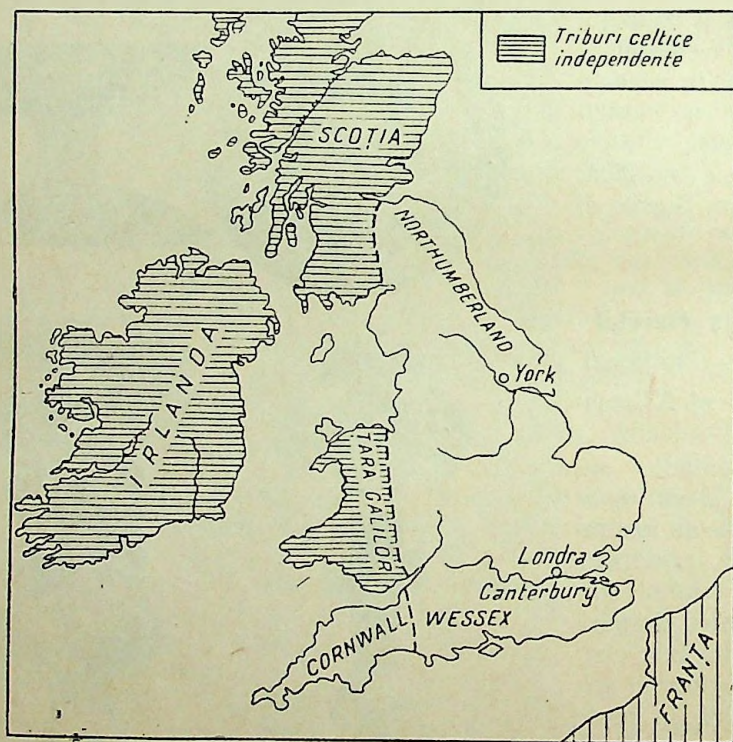 Triburi celtice
independente
SCOȚIA
NORTHUMBERLAND
York
IRLANDA
ȚARA GALILOR
Londra
Canterbury
CORNWALL
WESSEX
FRANȚA